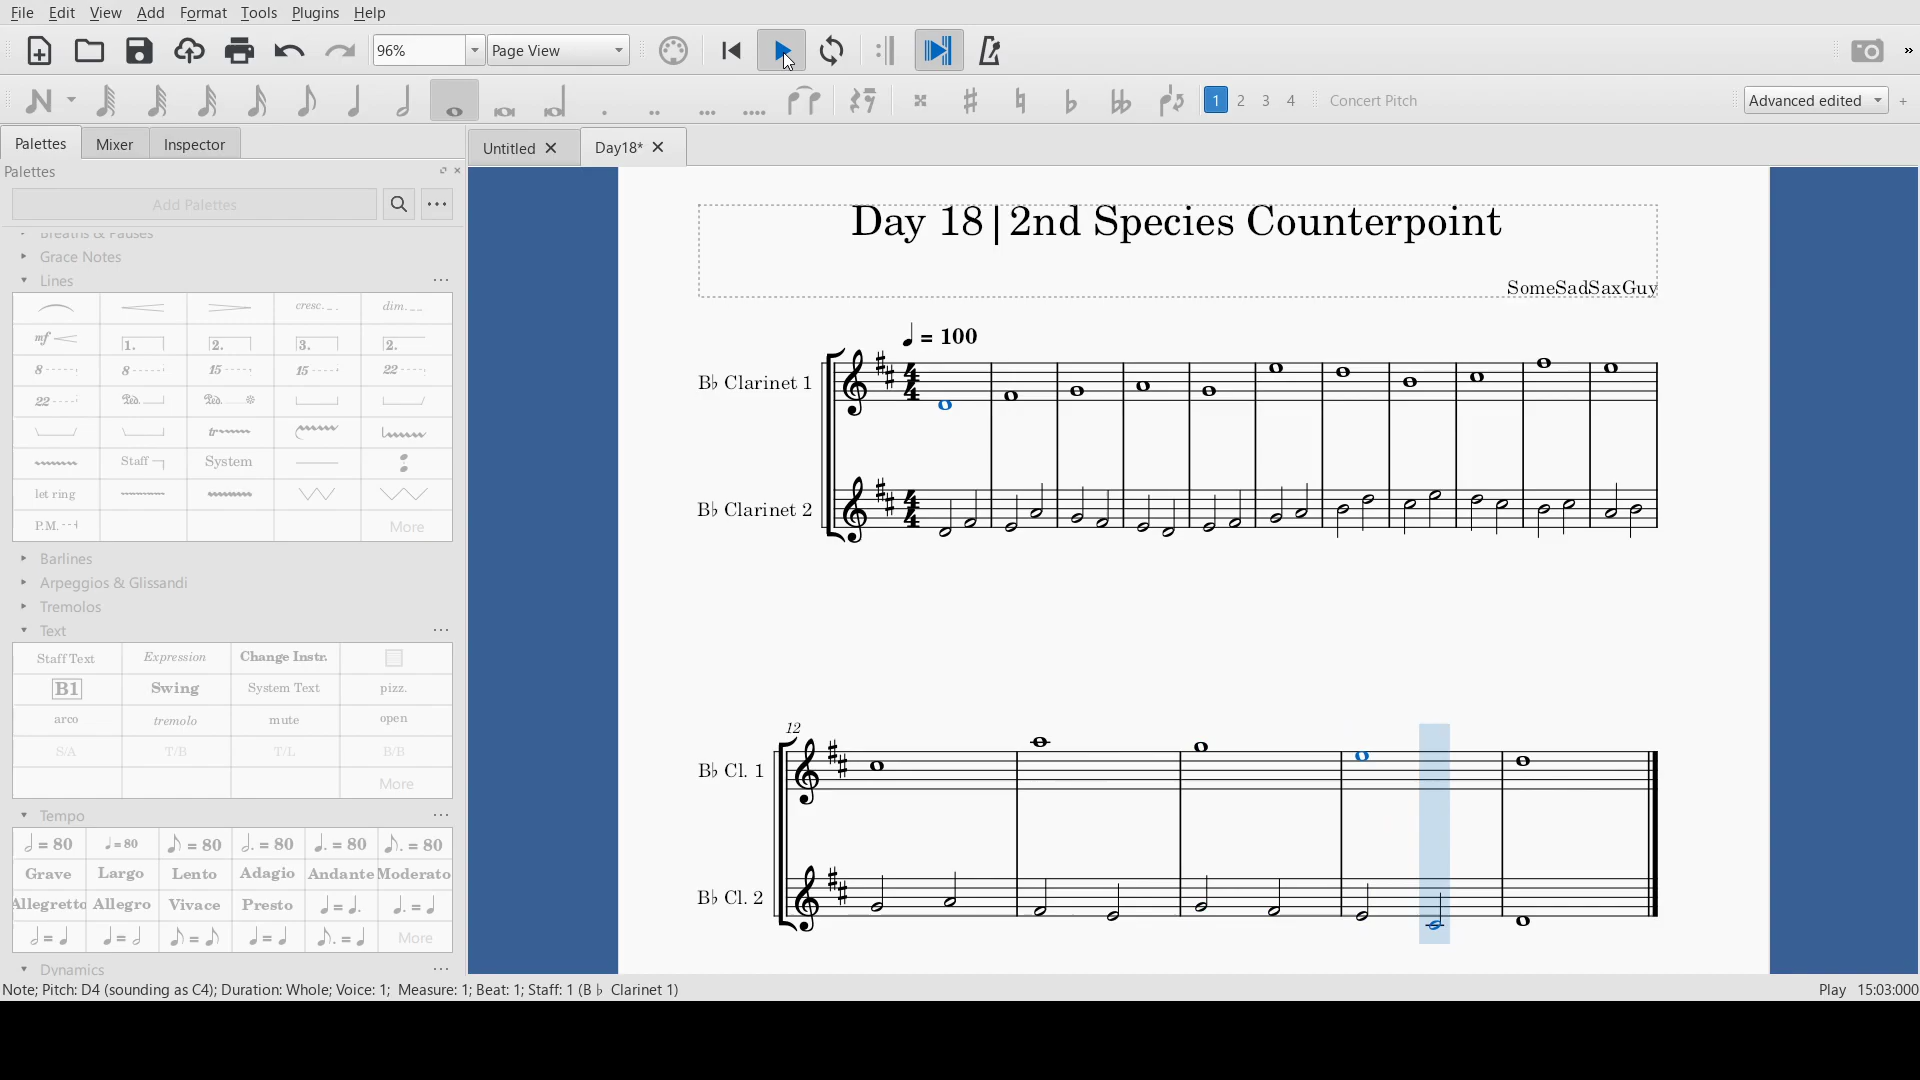 File Edit View Add Format Tools Plugins Help
96% Page View »
1 2 3 4 Concert Pitch Advanced edited +
Palettes Mixer Inspector
Untitled Day18*
Palettes
Add Palettes
Breaths & Pauses
Grace Notes
Lines
cresc. dim.
mf 1. 2. 3. 2.
8 8 15 15 22
22 Ped. Ped.
tr
Staff System
let ring
P.M. More
Barlines
Arpeggios & Glissandi
Tremolos
Text
Staff Text Expression Change Instr.
B1 Swing System Text pizz.
arco tremolo mute open
S/A T/B T/L B/B
More
Tempo
= 80 = 80 = 80 = 80 = 80 = 80
Grave Largo Lento Adagio Andante Moderato
Allegretto Allegro Vivace Presto = =
= = = = = More
Dynamics
Day 18|2nd Species Counterpoint
SomeSadSaxGuy
= 100
B♭ Clarinet 1
B♭ Clarinet 2
12
B♭ Cl. 1
B♭ Cl. 2
Note; Pitch: D4 (sounding as C4); Duration: Whole; Voice: 1; Measure: 1; Beat: 1; Staff: 1 (B♭ Clarinet 1) Play 15:03:000